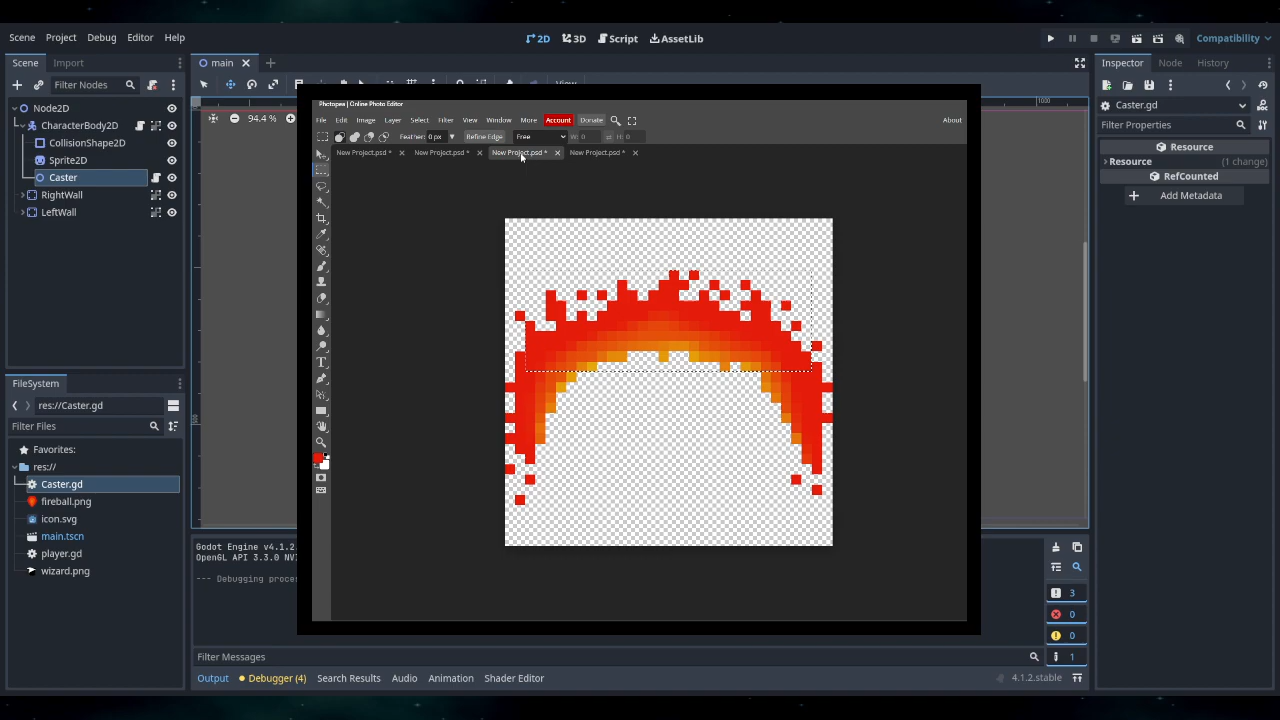 Scene Project Debug Editor Help
2D 3D Script AssetLib
Compatibility
Scene Import
main
Inspector Node History
Filter Nodes
View
Caster.gd
Filter Properties
Resource
Resource
RefCounted
Add Metadata
Node2D
CharacterBody2D
CollisionShape2D
Sprite2D
Caster
RightWall
LeftWall
94.4 %
1000
Photopea | Online Photo Editor
File Edit Image Layer Select Filter View Window More Account Donate About
Feather: 0 px Refine Edge Free W: 0 H: 0
New Project.psd * New Project.psd * New Project.psd * New Project.psd *
FileSystem
res://Caster.gd
Filter Files
Favorites:
res://
Caster.gd
fireball.png
icon.svg
main.tscn
player.gd
wizard.png
Godot Engine v4.1.2.
OpenGL API 3.3.0 NVI
--- Debugging proces
3
0
0
1
Filter Messages
Output Debugger (4) Search Results Audio Animation Shader Editor
4.1.2.stable